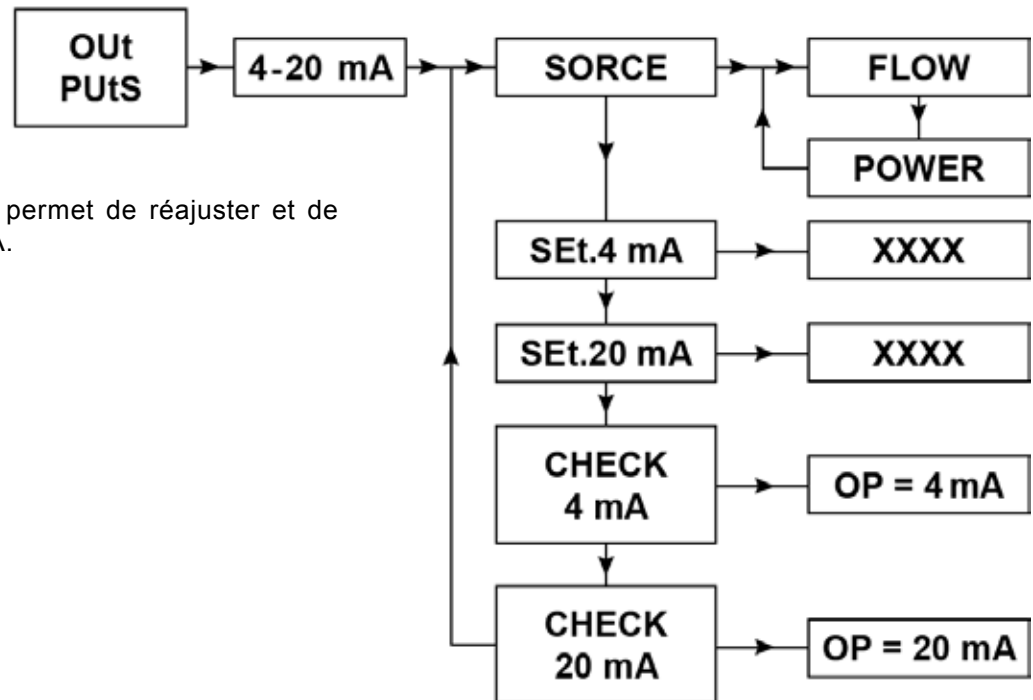 OUt
PUtS
4-20 mA
SORCE
FLOW
POWER
permet de réajuster et de
A.
SEt.4 mA
XXXX
SEt.20 mA
XXXX
CHECK
4 mA
OP = 4 mA
CHECK
20 mA
OP = 20 mA